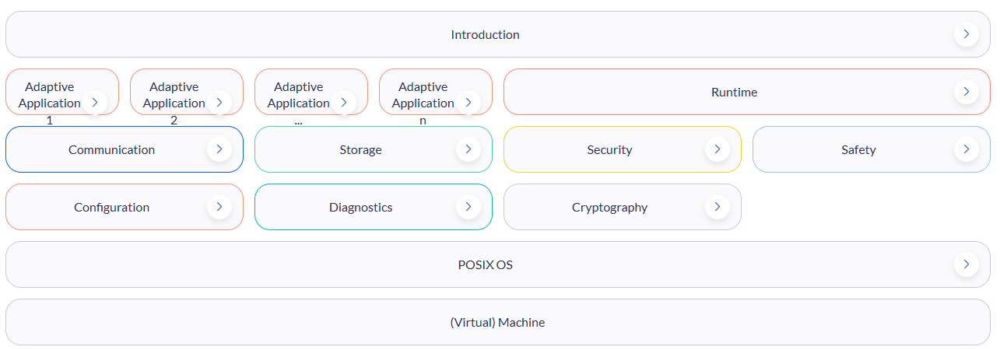 Introduction
Adaptive Application 1
Adaptive Application 2
Adaptive Application ...
Adaptive Application n
Runtime
Communication
Storage
Security
Safety
Configuration
Diagnostics
Cryptography
POSIX OS
(Virtual) Machine